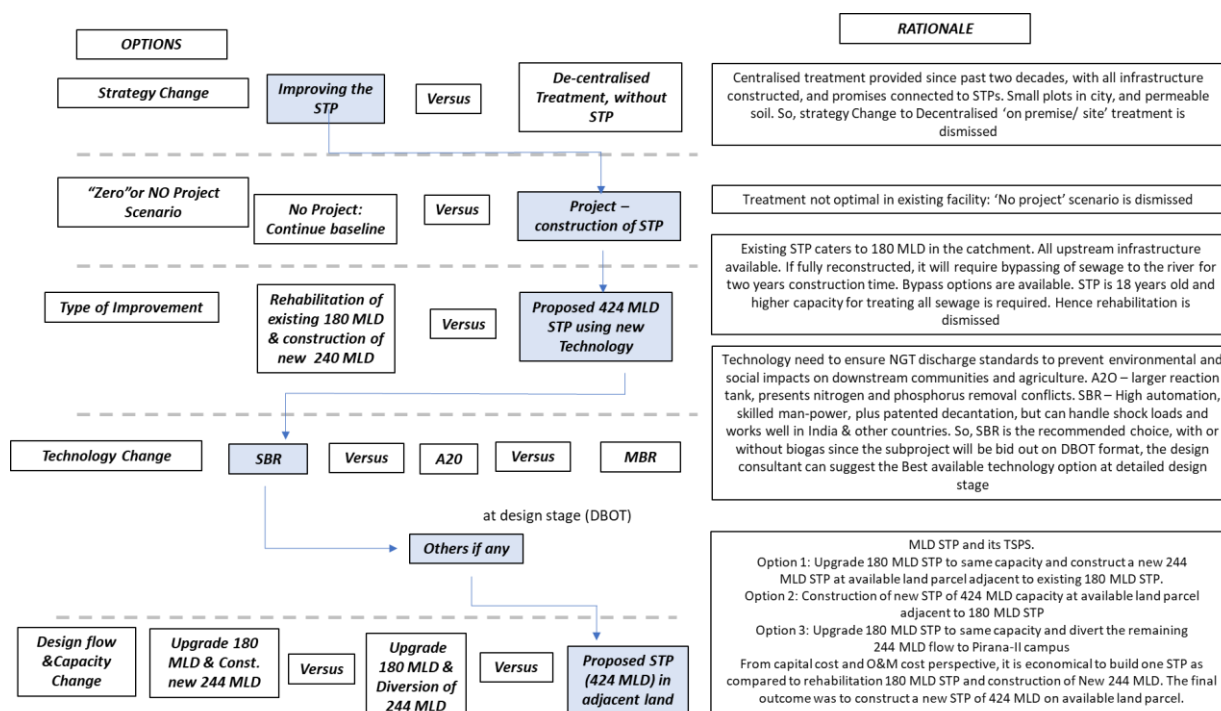 OPTIONS
RATIONALE
Strategy Change
Improving the
STP
Versus
De-centralised
Treatment, without
STP
Centralised treatment provided since past two decades, with all infrastructure
constructed, and promises connected to STPs. Small plots in city, and permeable
soil. So, strategy Change to Decentralised ‘on premise/ site’ treatment is
dismissed
“Zero”or NO Project
Scenario
No Project:
Continue baseline
Versus
Project –
construction of STP
Treatment not optimal in existing facility: ‘No project’ scenario is dismissed
Type of Improvement
Rehabilitation of
existing 180 MLD
& construction of
new 240 MLD
Versus
Proposed 424 MLD
STP using new
Technology
Existing STP caters to 180 MLD in the catchment. All upstream infrastructure
available. If fully reconstructed, it will require bypassing of sewage to the river for
two years construction time. Bypass options are available. STP is 18 years old and
higher capacity for treating all sewage is required. Hence rehabilitation is
dismissed
Technology Change
SBR
Versus
A20
Versus
MBR
Technology need to ensure NGT discharge standards to prevent environmental and
social impacts on downstream communities and agriculture. A2O – larger reaction
tank, presents nitrogen and phosphorus removal conflicts. SBR – High automation,
skilled man-power, plus patented decantation, but can handle shock loads and
works well in India & other countries. So, SBR is the recommended choice, with or
without biogas since the subproject will be bid out on DBOT format, the design
consultant can suggest the Best available technology option at detailed design
stage
at design stage (DBOT)
Others if any
Design flow
&Capacity
Change
Upgrade 180
MLD & Const.
new 244 MLD
Versus
Upgrade
180 MLD &
Diversion of
244 MLD
Versus
Proposed STP
(424 MLD) in
adjacent land
MLD STP and its TSPS.
Option 1: Upgrade 180 MLD STP to same capacity and construct a new 244
MLD STP at available land parcel adjacent to existing 180 MLD STP.
Option 2: Construction of new STP of 424 MLD capacity at available land parcel
adjacent to 180 MLD STP
Option 3: Upgrade 180 MLD STP to same capacity and divert the remaining
244 MLD flow to Pirana-II campus
From capital cost and O&M cost perspective, it is economical to build one STP as
compared to rehabilitation 180 MLD STP and construction of New 244 MLD. The final
outcome was to construct a new STP of 424 MLD on available land parcel.